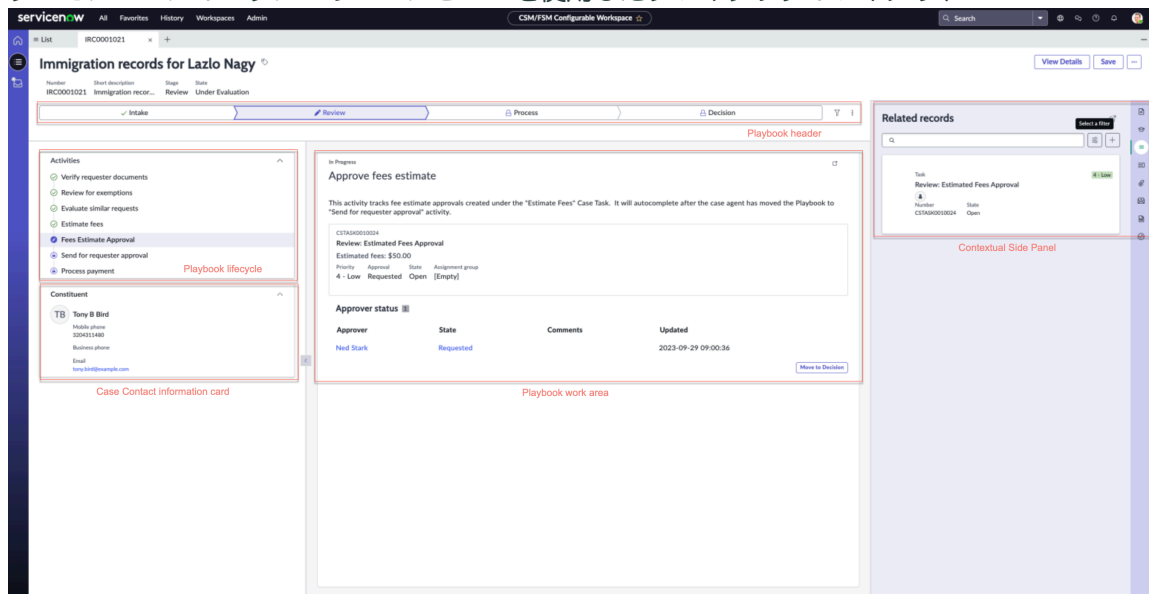 servicenow All Favorites History Workspaces Admin CSM/FSM Configurable Workspace Search
List IRC0001021 × +
Immigration records for Lazlo Nagy View Details Save
Number Short description Stage State
IRC0001021 Immigration recor... Review Under Evaluation
Intake Review Process Decision
Playbook header
Related records
Select a filter
Activities
Verify requester documents
Review for exemptions
Evaluate similar requests
Estimate fees
Fees Estimate Approval
Send for requester approval
Process payment
Playbook lifecycle
Constituent
TB Tony B Bird
Mobile phone
3204311480
Business phone
Email
tony.bird@example.com
Case Contact information card
In Progress
Approve fees estimate
This activity tracks fee estimate approvals created under the "Estimate Fees" Case Task. It will autocomplete after the case agent has moved the Playbook to
"Send for requester approval" activity.
CSTASK0010024
Review: Estimated Fees Approval
Estimated fees: $50.00
Priority Approval State Assignment group
4 - Low Requested Open [Empty]
Approver status 1
Approver State Comments Updated
Ned Stark Requested 2023-09-29 09:00:36
Move to Decision
Playbook work area
Task 4 - Low
Review: Estimated Fees Approval
Number State
CSTASK0010024 Open
Contextual Side Panel